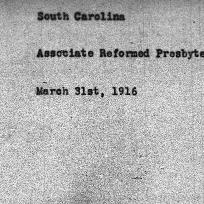 South Carolina
Associate Reformed Presbyte
March 31st, 1916